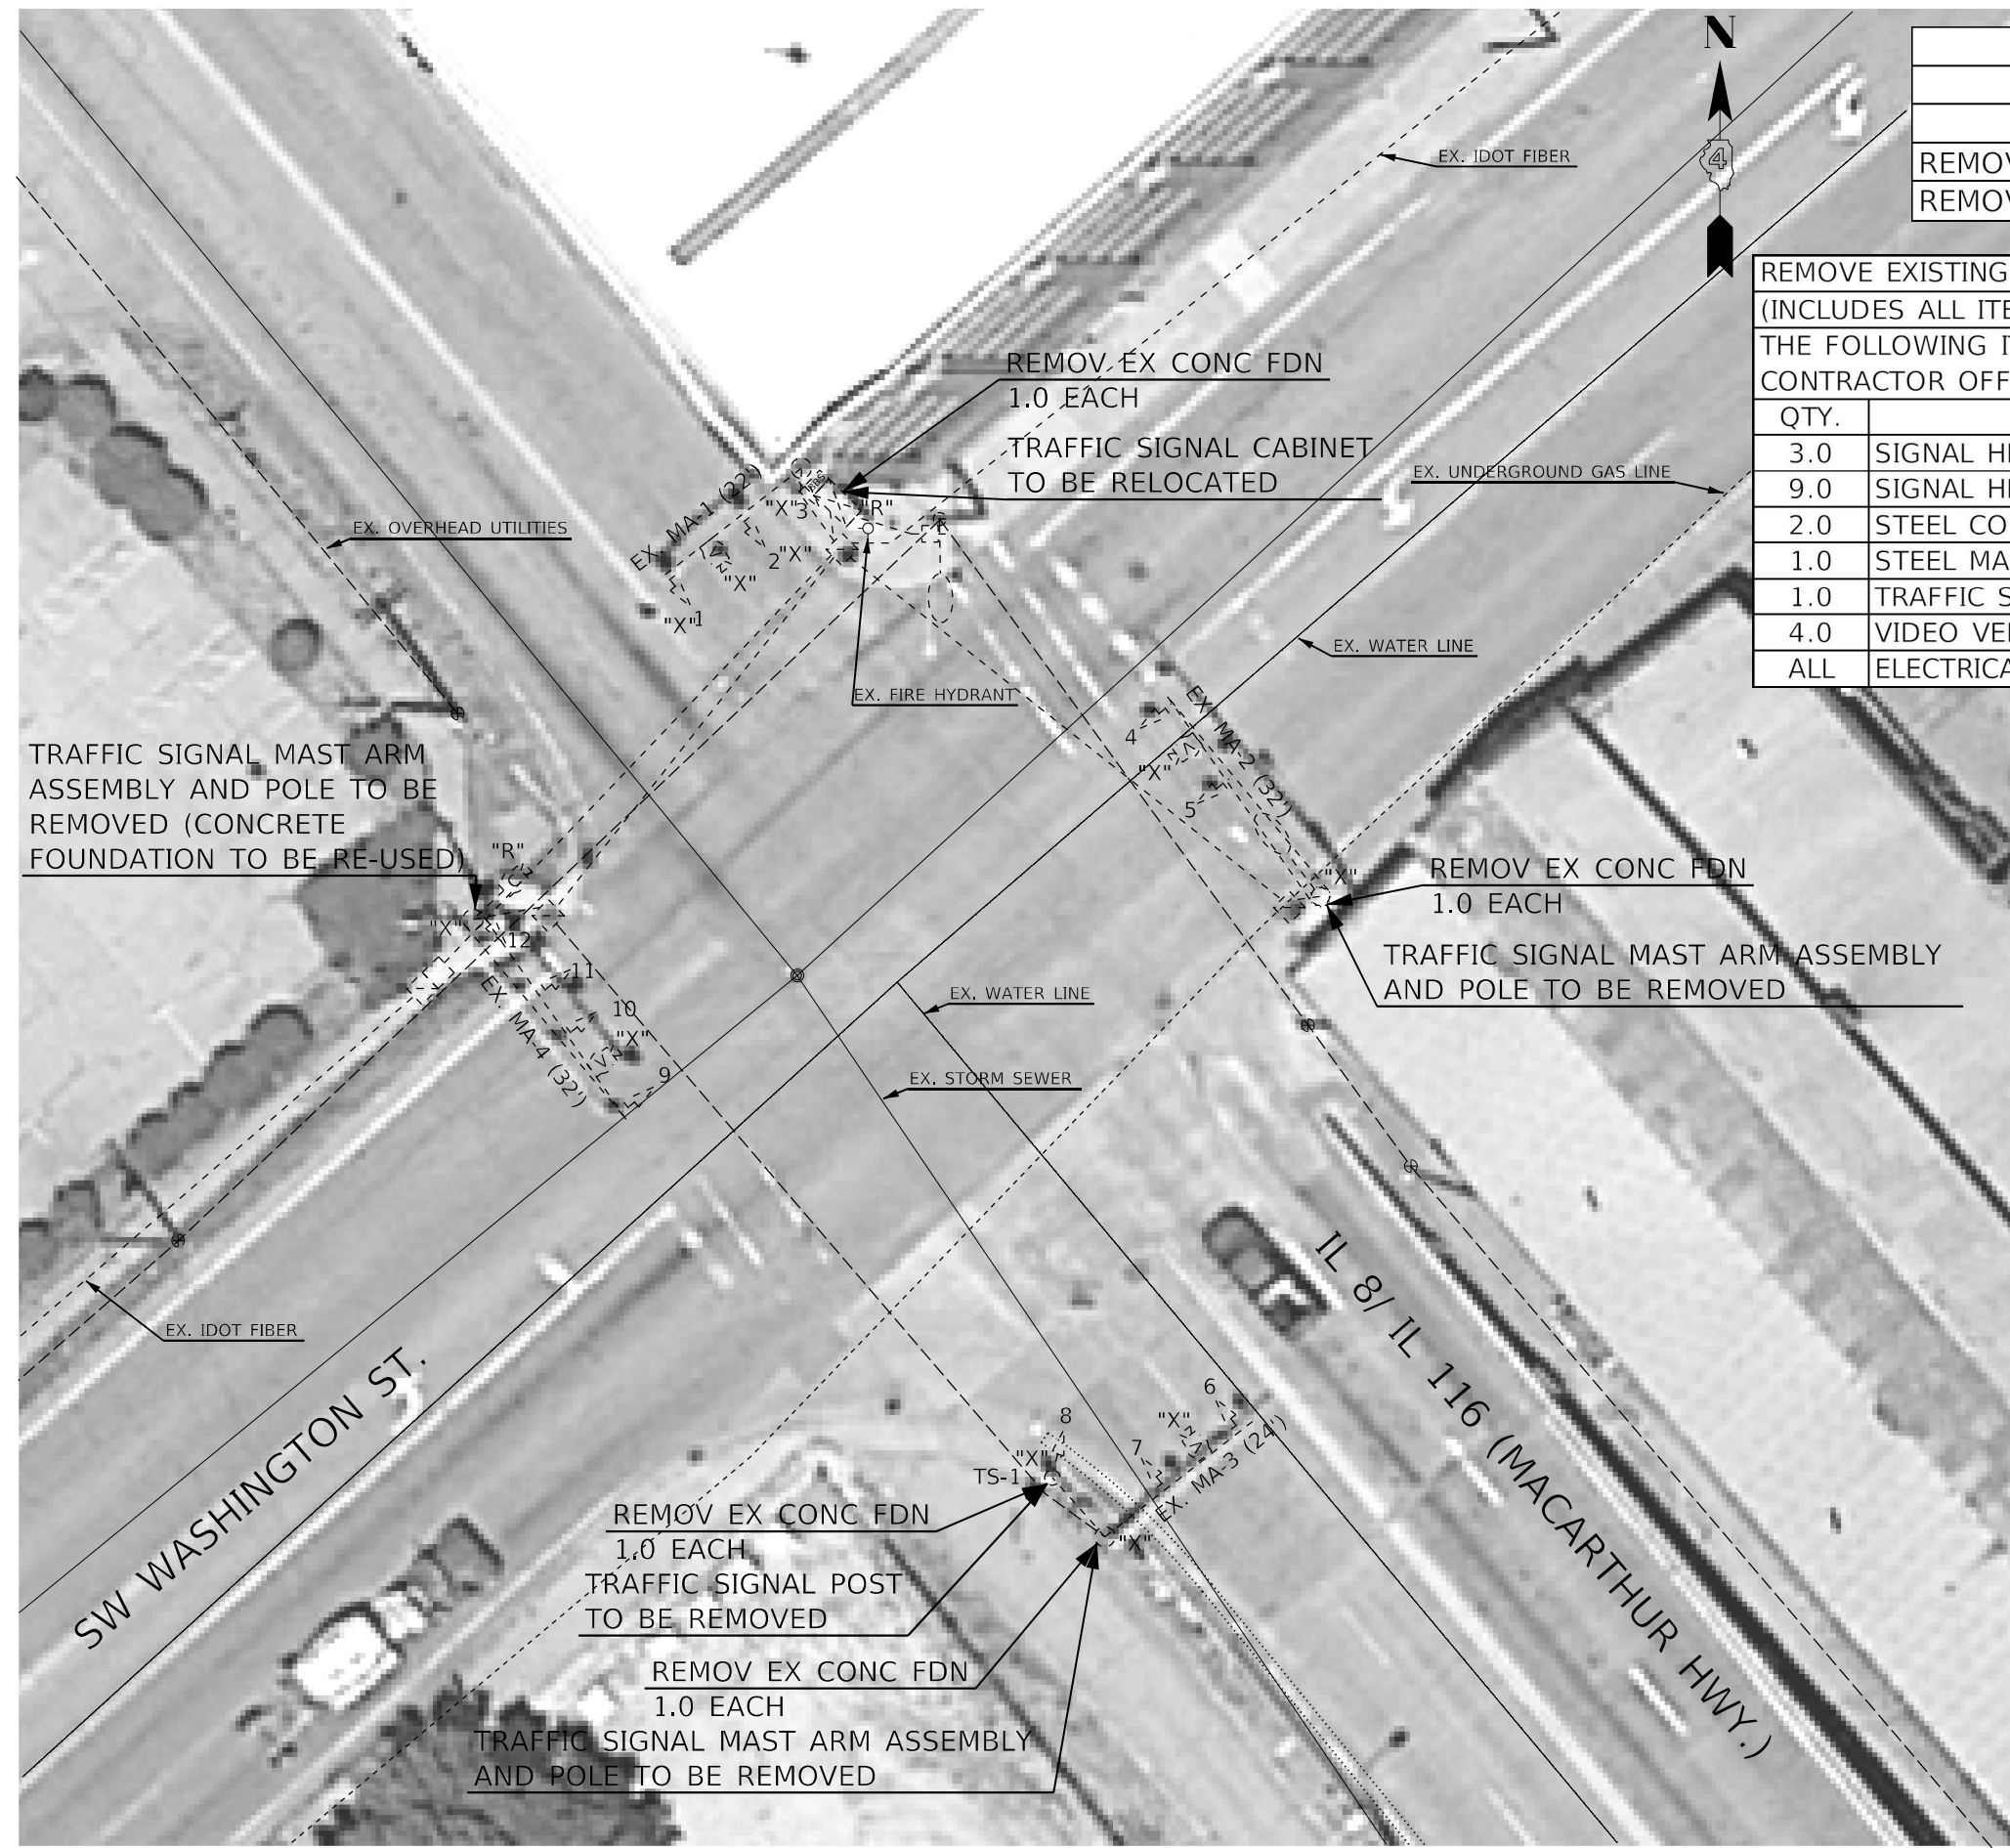 N
4
REMOV
REMOV
EX. IDOT FIBER
REMOVE EXISTING
(INCLUDES ALL ITE
THE FOLLOWING I
CONTRACTOR OFF
QTY.
3.0 SIGNAL H
9.0 SIGNAL H
2.0 STEEL CO
1.0 STEEL MA
1.0 TRAFFIC S
4.0 VIDEO VE
ALL ELECTRICA
REMOV EX CONC FDN
1.0 EACH
TRAFFIC SIGNAL CABINET
TO BE RELOCATED
EX. UNDERGROUND GAS LINE
EX. OVERHEAD UTILITIES
EX. MA-1 (22')
"X"
3
"R"
2
"X"
"X"
"X"
1
EX. WATER LINE
EX. FIRE HYDRANT
EX. MA-2 (32')
4
"X"
5
"X"
TRAFFIC SIGNAL MAST ARM
ASSEMBLY AND POLE TO BE
REMOVED (CONCRETE
FOUNDATION TO BE RE-USED)
"R"
"X"
12
11
10
"X"
9
EX. MA-4 (32')
REMOV EX CONC FDN
1.0 EACH
TRAFFIC SIGNAL MAST ARM ASSEMBLY
AND POLE TO BE REMOVED
EX. WATER LINE
EX. STORM SEWER
EX. IDOT FIBER
SW WASHINGTON ST.
IL 8/ IL 116 (MACARTHUR HWY.)
6
"X"
7
8
"X"
TS-1
EX. MA-3 (24')
"X"
REMOV EX CONC FDN
1.0 EACH
TRAFFIC SIGNAL POST
TO BE REMOVED
REMOV EX CONC FDN
1.0 EACH
TRAFFIC SIGNAL MAST ARM ASSEMBLY
AND POLE TO BE REMOVED